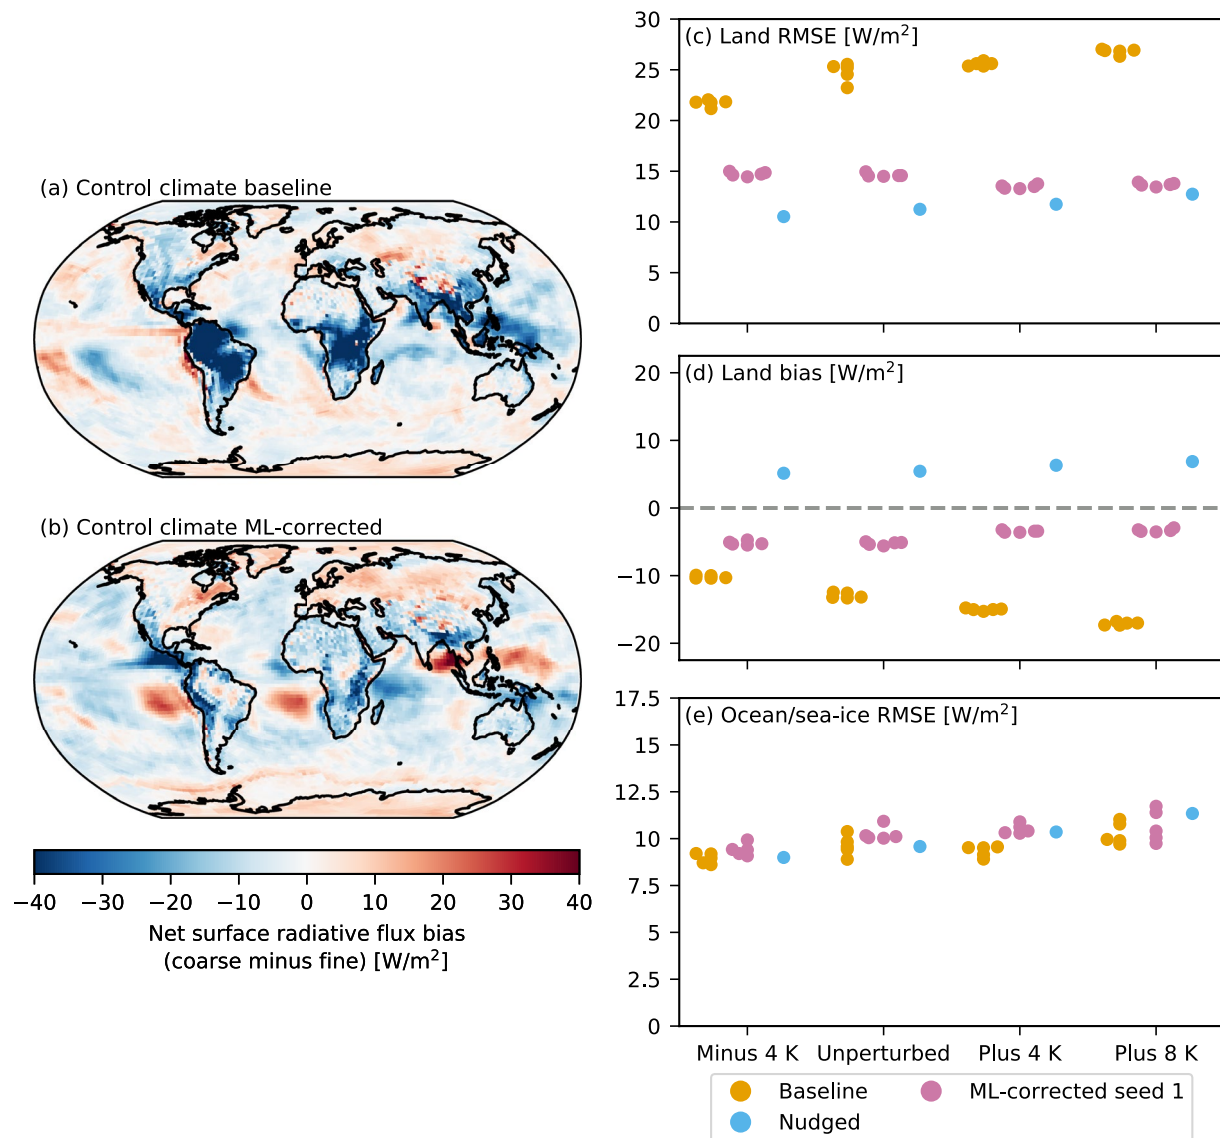 (a) Control climate baseline
(b) Control climate ML-corrected
−40 −30 −20 −10 0 10 20 30 40
Net surface radiative flux bias
(coarse minus fine) [W/m²]
(c) Land RMSE [W/m²]
30
25
20
15
10
5
0
(d) Land bias [W/m²]
20
10
0
−10
−20
(e) Ocean/sea-ice RMSE [W/m²]
17.5
15
12.5
10
7.5
5
2.5
0
Minus 4 K Unperturbed Plus 4 K Plus 8 K
Baseline ML-corrected seed 1
Nudged